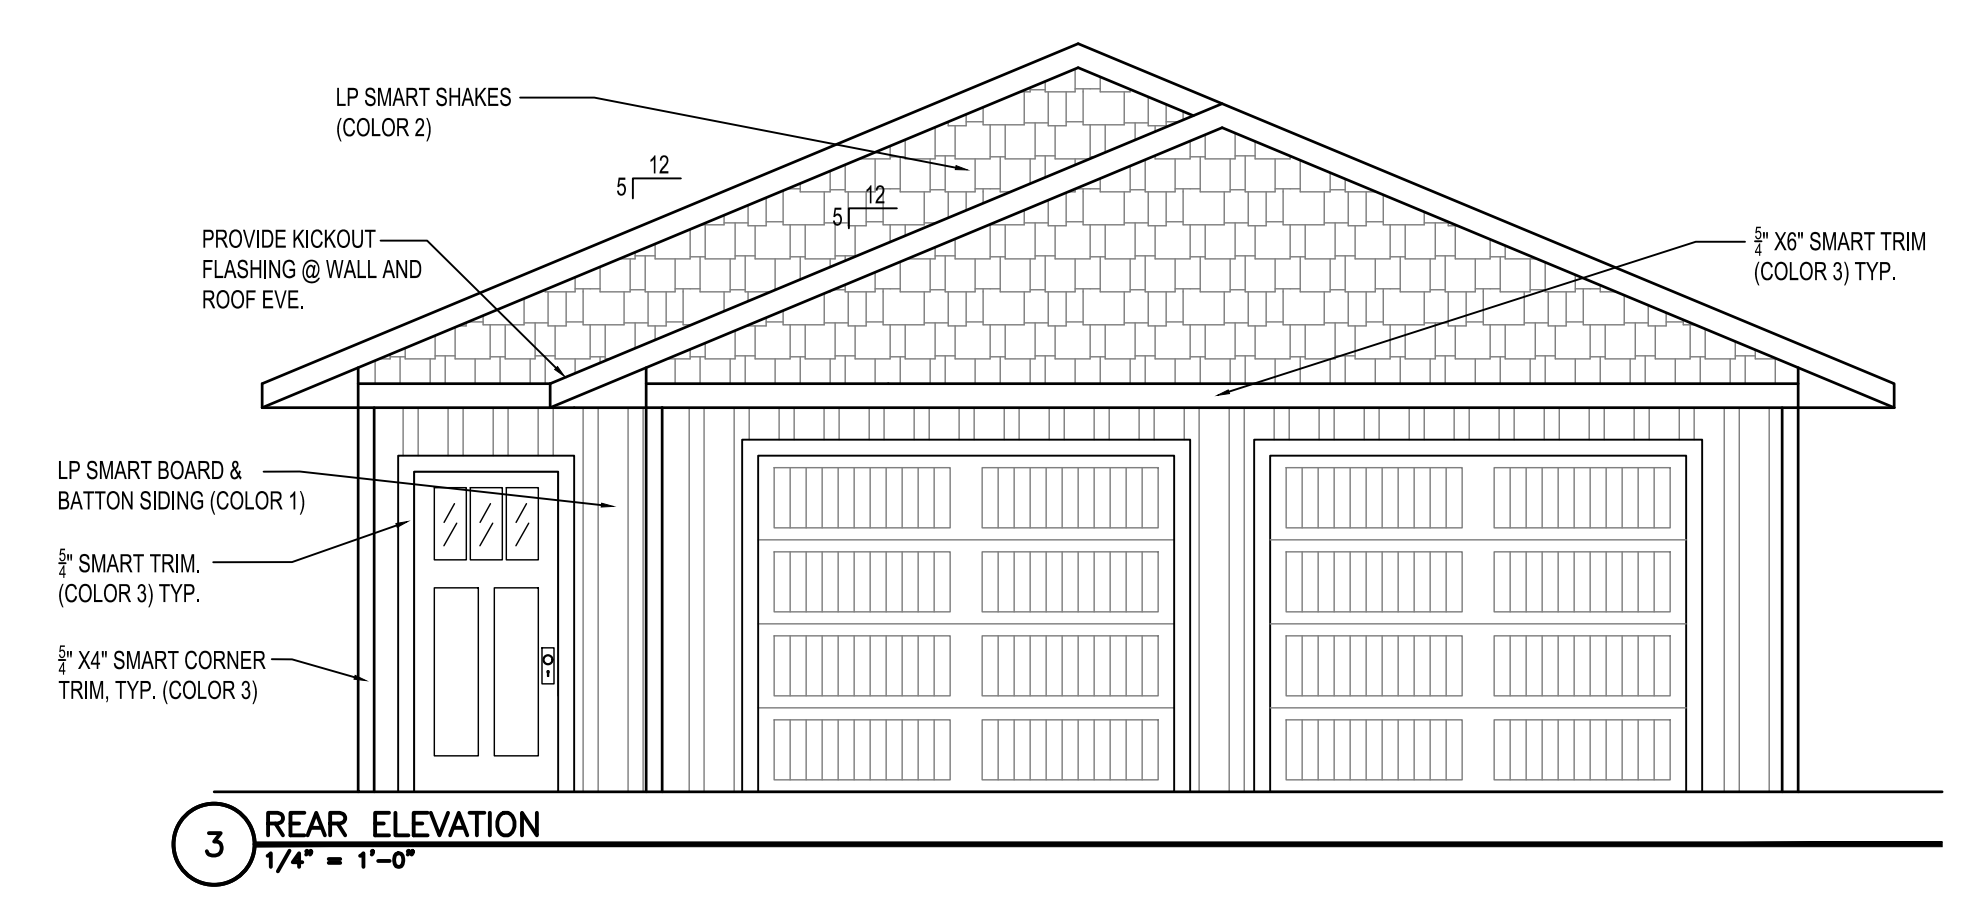 LP SMART SHAKES
(COLOR 2)
12
5
12
5
PROVIDE KICKOUT
FLASHING @ WALL AND
ROOF EVE.
5/4" X6" SMART TRIM
(COLOR 3) TYP.
LP SMART BOARD &
BATTON SIDING (COLOR 1)
5/4" SMART TRIM.
(COLOR 3) TYP.
5/4" X4" SMART CORNER
TRIM, TYP. (COLOR 3)
3
REAR ELEVATION
1/4" = 1'-0"